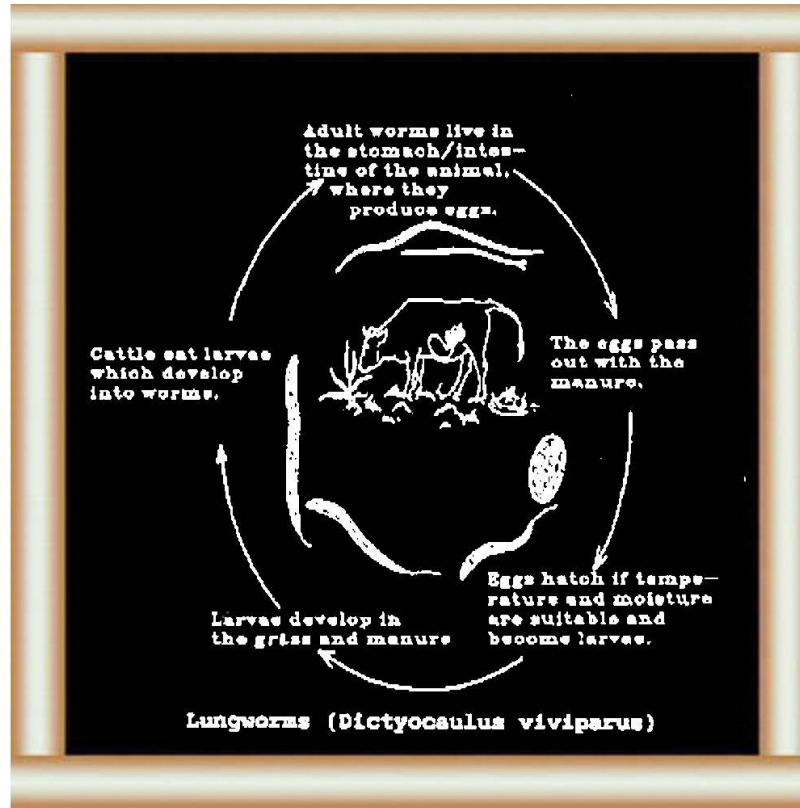 Adult worms live in
the stomach/intes-
tine of the animal,
where they
produce eggs.
The eggs pass
out with the
manure.
Eggs hatch if tempe-
rature and moisture
are suitable and
become larvae.
Larvae develop in
the grass and manure
Cattle eat larvae
which develop
into worms.
Lungworms (Dictyocaulus viviparus)